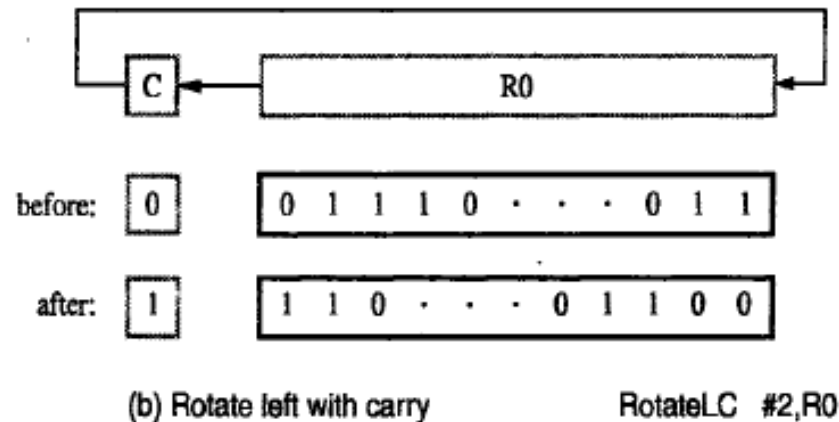 C R0
before: 0 0 1 1 1 0 · · · 0 1 1
after: 1 1 1 0 · · · 0 1 1 0 0
(b) Rotate left with carry RotateLC #2,R0